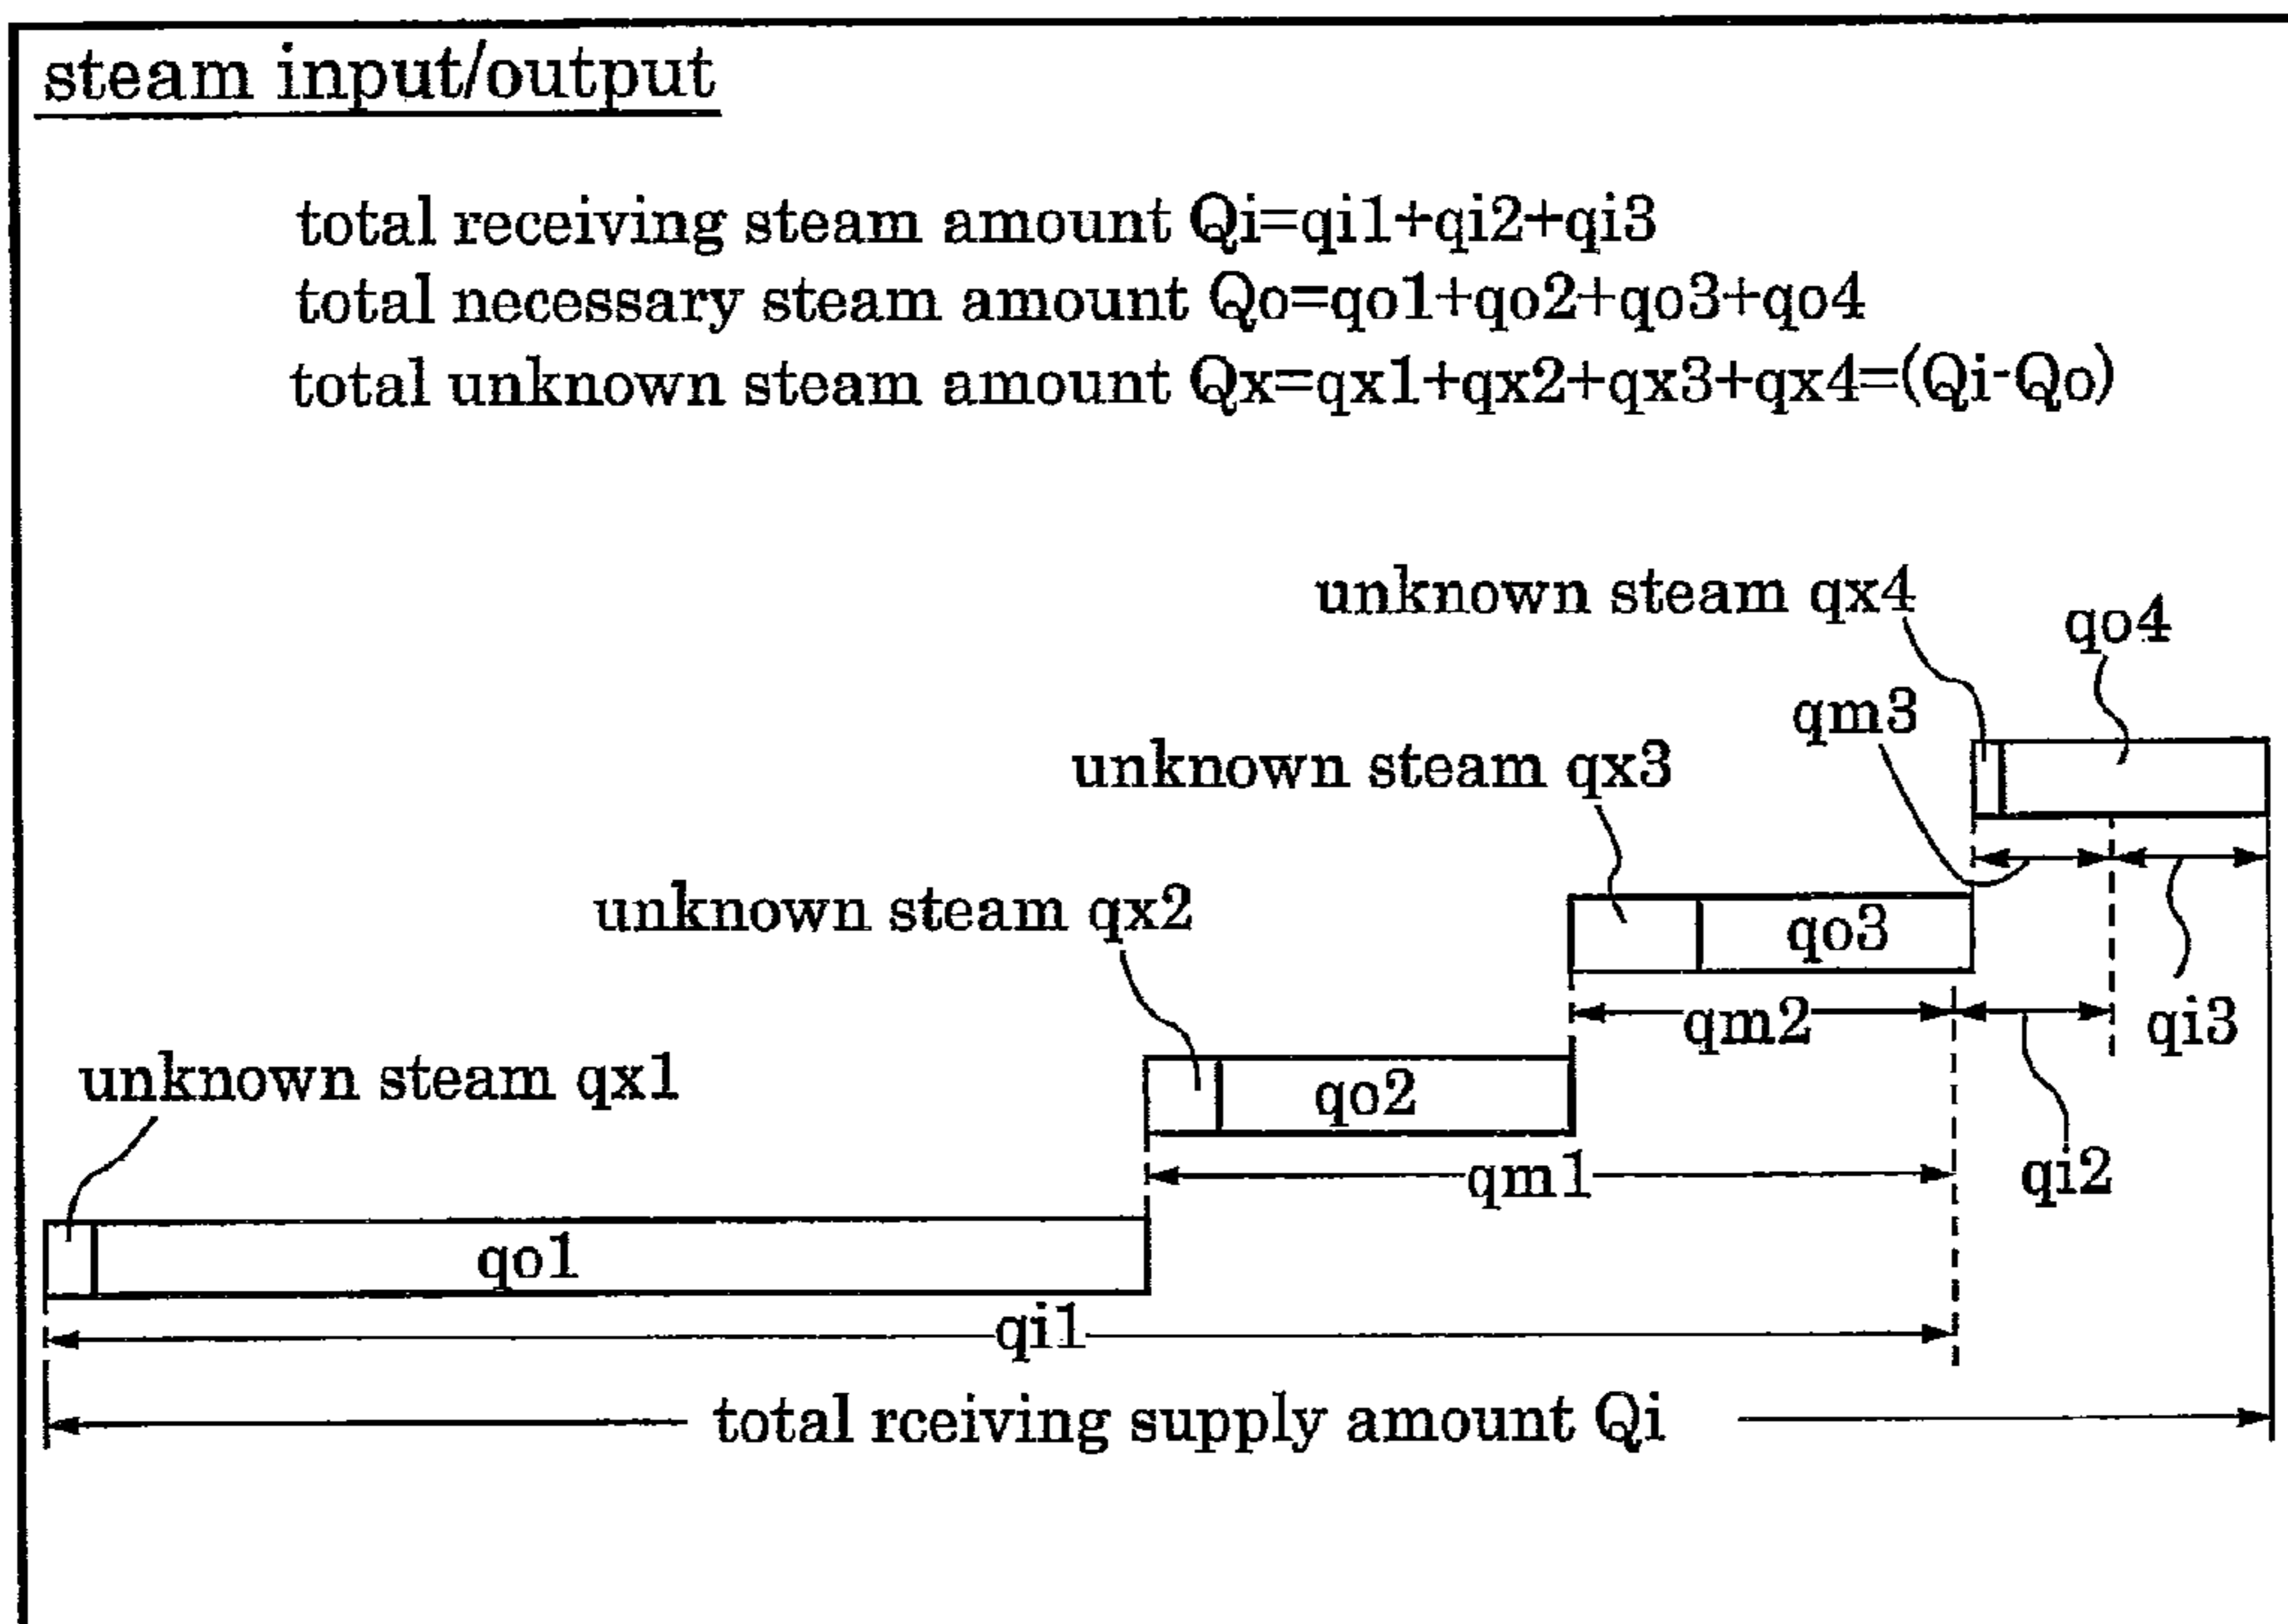 steam input/output
total receiving steam amount Qi=qi1+qi2+qi3
total necessary steam amount Qo=qo1+qo2+qo3+qo4
total unknown steam amount Qx=qx1+qx2+qx3+qx4=(Qi-Qo)
unknown steam qx4
qo4
qm3
unknown steam qx3
unknown steam qx2
qo3
qm2
qi3
unknown steam qx1
qo2
qm1
qi2
qo1
qi1
total rceiving supply amount Qi